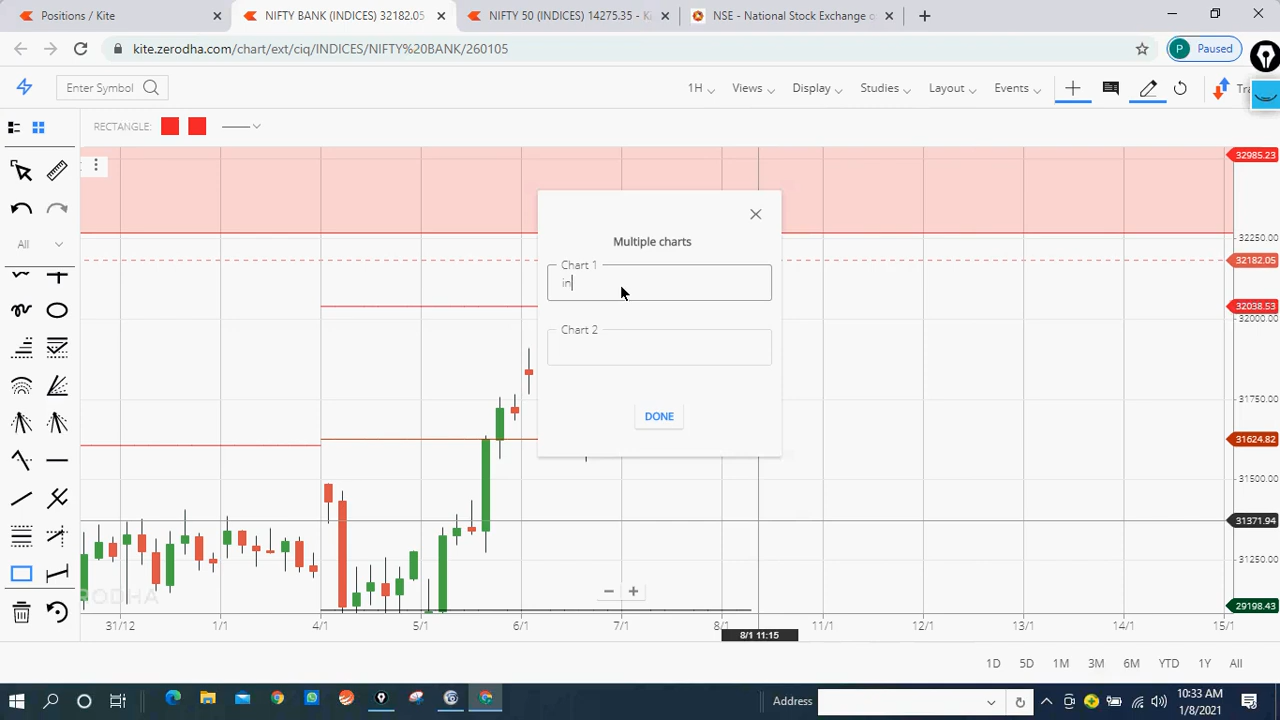 Positions / Kite
NIFTY BANK (INDICES) 32182.05
NIFTY 50 (INDICES) 14275.35 - K
NSE - National Stock Exchange o
kite.zerodha.com/chart/ext/ciq/INDICES/NIFTY%20BANK/260105
P Paused
Enter Symbol
1H Views Display Studies Layout Events
RECTANGLE:
All
Multiple charts
Chart 1
in
Chart 2
DONE
32985.23
32250.00
32182.05
32038.53
32000.00
31750.00
31624.82
31500.00
31371.94
31250.00
29198.43
31/12 1/1 4/1 5/1 6/1 7/1 8/1 11/1 12/1 13/1 14/1 15/1
8/1 11:15
1D 5D 1M 3M 6M YTD 1Y All
Address
10:33 AM
1/8/2021